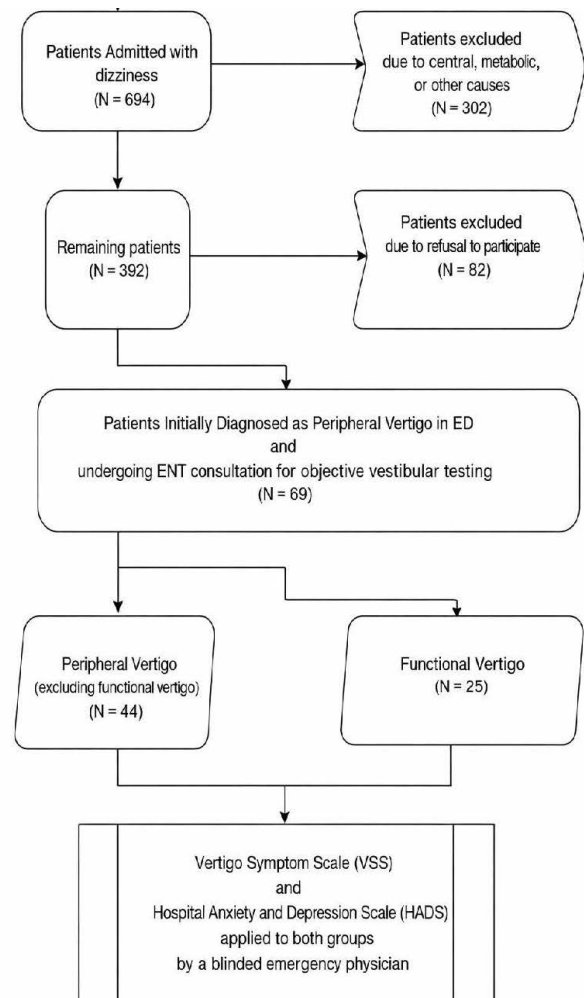 Patients Admitted with
dizziness
(N = 694)
Patients excluded
due to central, metabolic,
or other causes
(N = 302)
Remaining patients
(N = 392)
Patients excluded
due to refusal to participate
(N = 82)
Patients Initially Diagnosed as Peripheral Vertigo in ED
and
undergoing ENT consultation for objective vestibular testing
(N = 69)
Peripheral Vertigo
(excluding functional vertigo)
(N = 44)
Functional Vertigo
(N = 25)
Vertigo Symptom Scale (VSS)
and
Hospital Anxiety and Depression Scale (HADS)
applied to both groups
by a blinded emergency physician